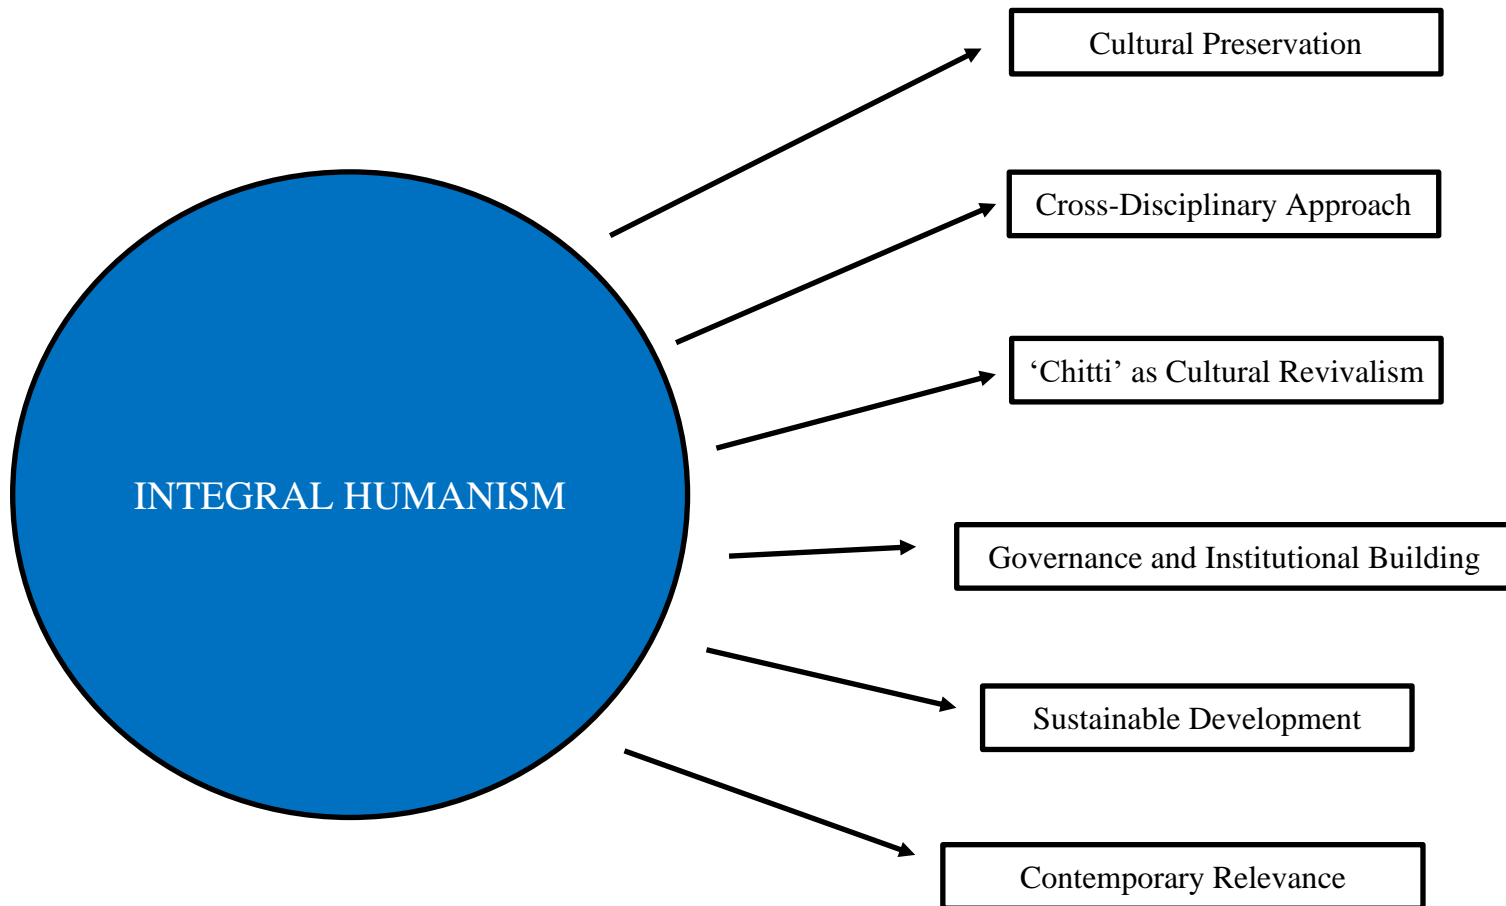 Cultural Preservation
Cross-Disciplinary Approach
‘Chitti’ as Cultural Revivalism
INTEGRAL HUMANISM
Governance and Institutional Building
Sustainable Development
Contemporary Relevance